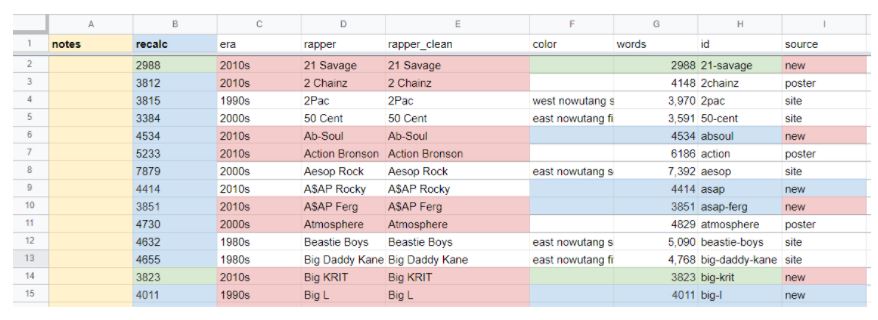 A B C D E F G H I
1 notes recalc era rapper rapper_clean color words id source
2 2988 2010s 21 Savage 21 Savage 2988 21-savage new
3 3812 2010s 2 Chainz 2 Chainz 4148 2chainz poster
4 3815 1990s 2Pac 2Pac west nowutang s 3,970 2pac site
5 3384 2000s 50 Cent 50 Cent east nowutang fi 3,591 50-cent site
6 4534 2010s Ab-Soul Ab-Soul 4534 absoul new
7 5233 2010s Action Bronson Action Bronson 6186 action poster
8 7879 2000s Aesop Rock Aesop Rock east nowutang s 7,392 aesop site
9 4414 2010s A$AP Rocky A$AP Rocky 4414 asap new
10 3851 2010s A$AP Ferg A$AP Ferg 3851 asap-ferg new
11 4730 2000s Atmosphere Atmosphere 4829 atmosphere poster
12 4632 1980s Beastie Boys Beastie Boys east nowutang s 5,090 beastie-boys site
13 4655 1980s Big Daddy Kane Big Daddy Kane east nowutang fi 4,768 big-daddy-kane site
14 3823 2010s Big KRIT Big KRIT 3823 big-krit new
15 4011 1990s Big L Big L 4011 big-l new